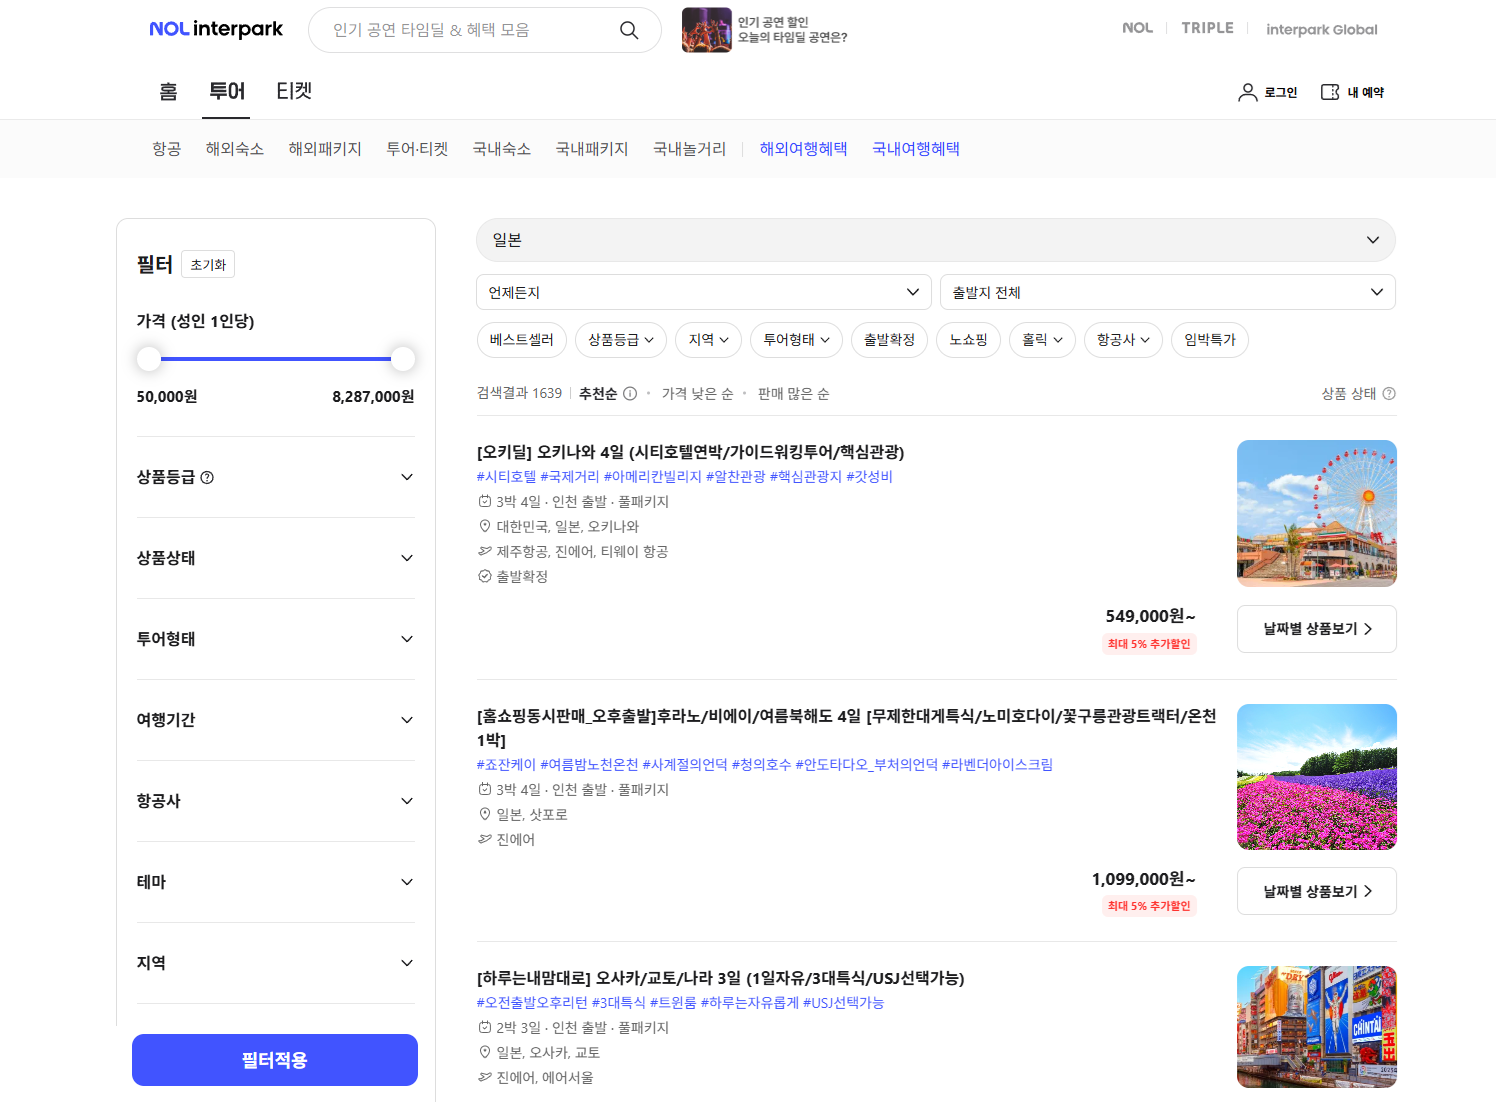 NOL interpark
인기 공연 타임딜 & 혜택 모음
인기 공연 할인
오늘의 타임딜 공연은?
NOL
TRIPLE
interpark Global
홈
투어
티켓
로그인
내 예약
항공
해외숙소
해외패키지
투어·티켓
국내숙소
국내패키지
국내놀거리
해외여행혜택
국내여행혜택
필터
초기화
가격 (성인 1인당)
50,000원
8,287,000원
상품등급
상품상태
투어형태
여행기간
항공사
테마
지역
필터적용
일본
언제든지
출발지 전체
베스트셀러
상품등급
지역
투어형태
출발확정
노쇼핑
홀릭
항공사
임박특가
검색결과 1639
추천순
가격 낮은 순
판매 많은 순
상품 상태
[오키딜] 오키나와 4일 (시티호텔연박/가이드워킹투어/핵심관광)
#시티호텔 #국제거리 #아메리칸빌리지 #알찬관광 #핵심관광지 #갓성비
3박 4일 · 인천 출발 · 풀패키지
대한민국, 일본, 오키나와
제주항공, 진에어, 티웨이 항공
출발확정
549,000원~
최대 5% 추가할인
날짜별 상품보기
[홈쇼핑동시판매_오후출발]후라노/비에이/여름북해도 4일 [무제한대게특식/노미호다이/꽃구릉관광트랙터/온천
1박]
#죠잔케이 #여름밤노천온천 #사계절의언덕 #청의호수 #안도타다오_부처의언덕 #라벤더아이스크림
3박 4일 · 인천 출발 · 풀패키지
일본, 삿포로
진에어
1,099,000원~
최대 5% 추가할인
날짜별 상품보기
[하루는내맘대로] 오사카/교토/나라 3일 (1일자유/3대특식/USJ선택가능)
#오전출발오후리턴 #3대특식 #트윈룸 #하루는자유롭게 #USJ선택가능
2박 3일 · 인천 출발 · 풀패키지
일본, 오사카, 교토
진에어, 에어서울
CHINTAI